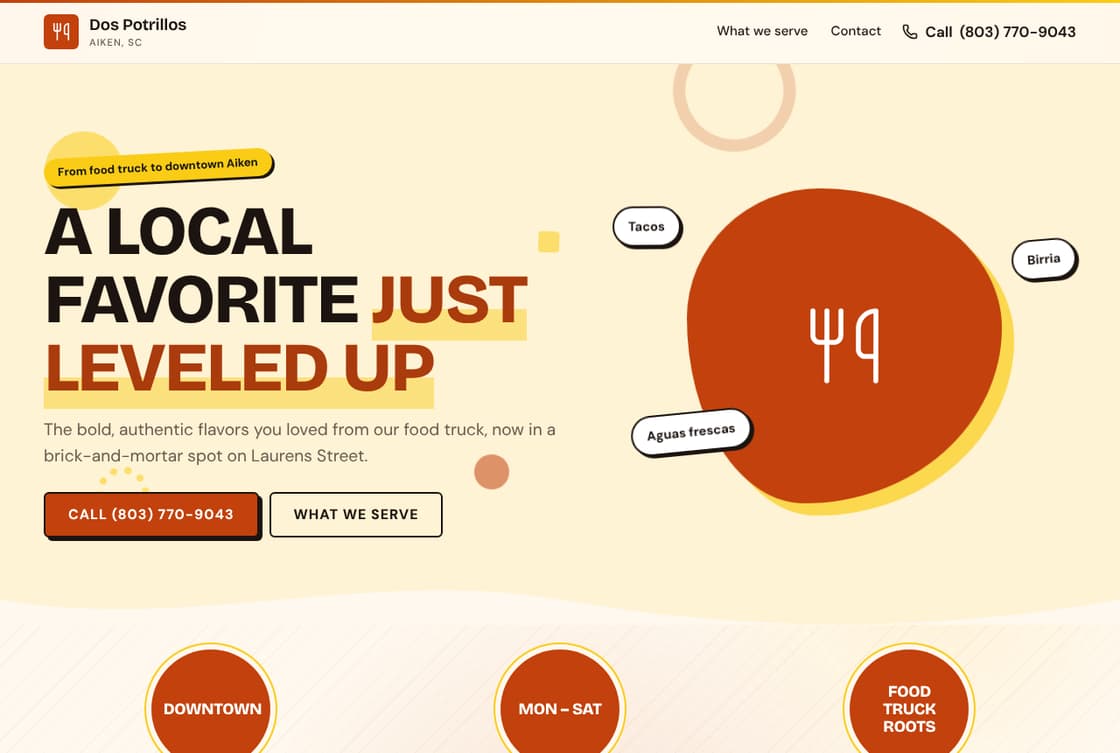 Dos Potrillos
AIKEN, SC
What we serve
Contact
Call (803) 770-9043
From food truck to downtown Aiken
A LOCAL
FAVORITE JUST
LEVELED UP
The bold, authentic flavors you loved from our food truck, now in a
brick-and-mortar spot on Laurens Street.
CALL (803) 770-9043
WHAT WE SERVE
Tacos
Birria
Aguas frescas
DOWNTOWN
MON – SAT
FOOD
TRUCK
ROOTS